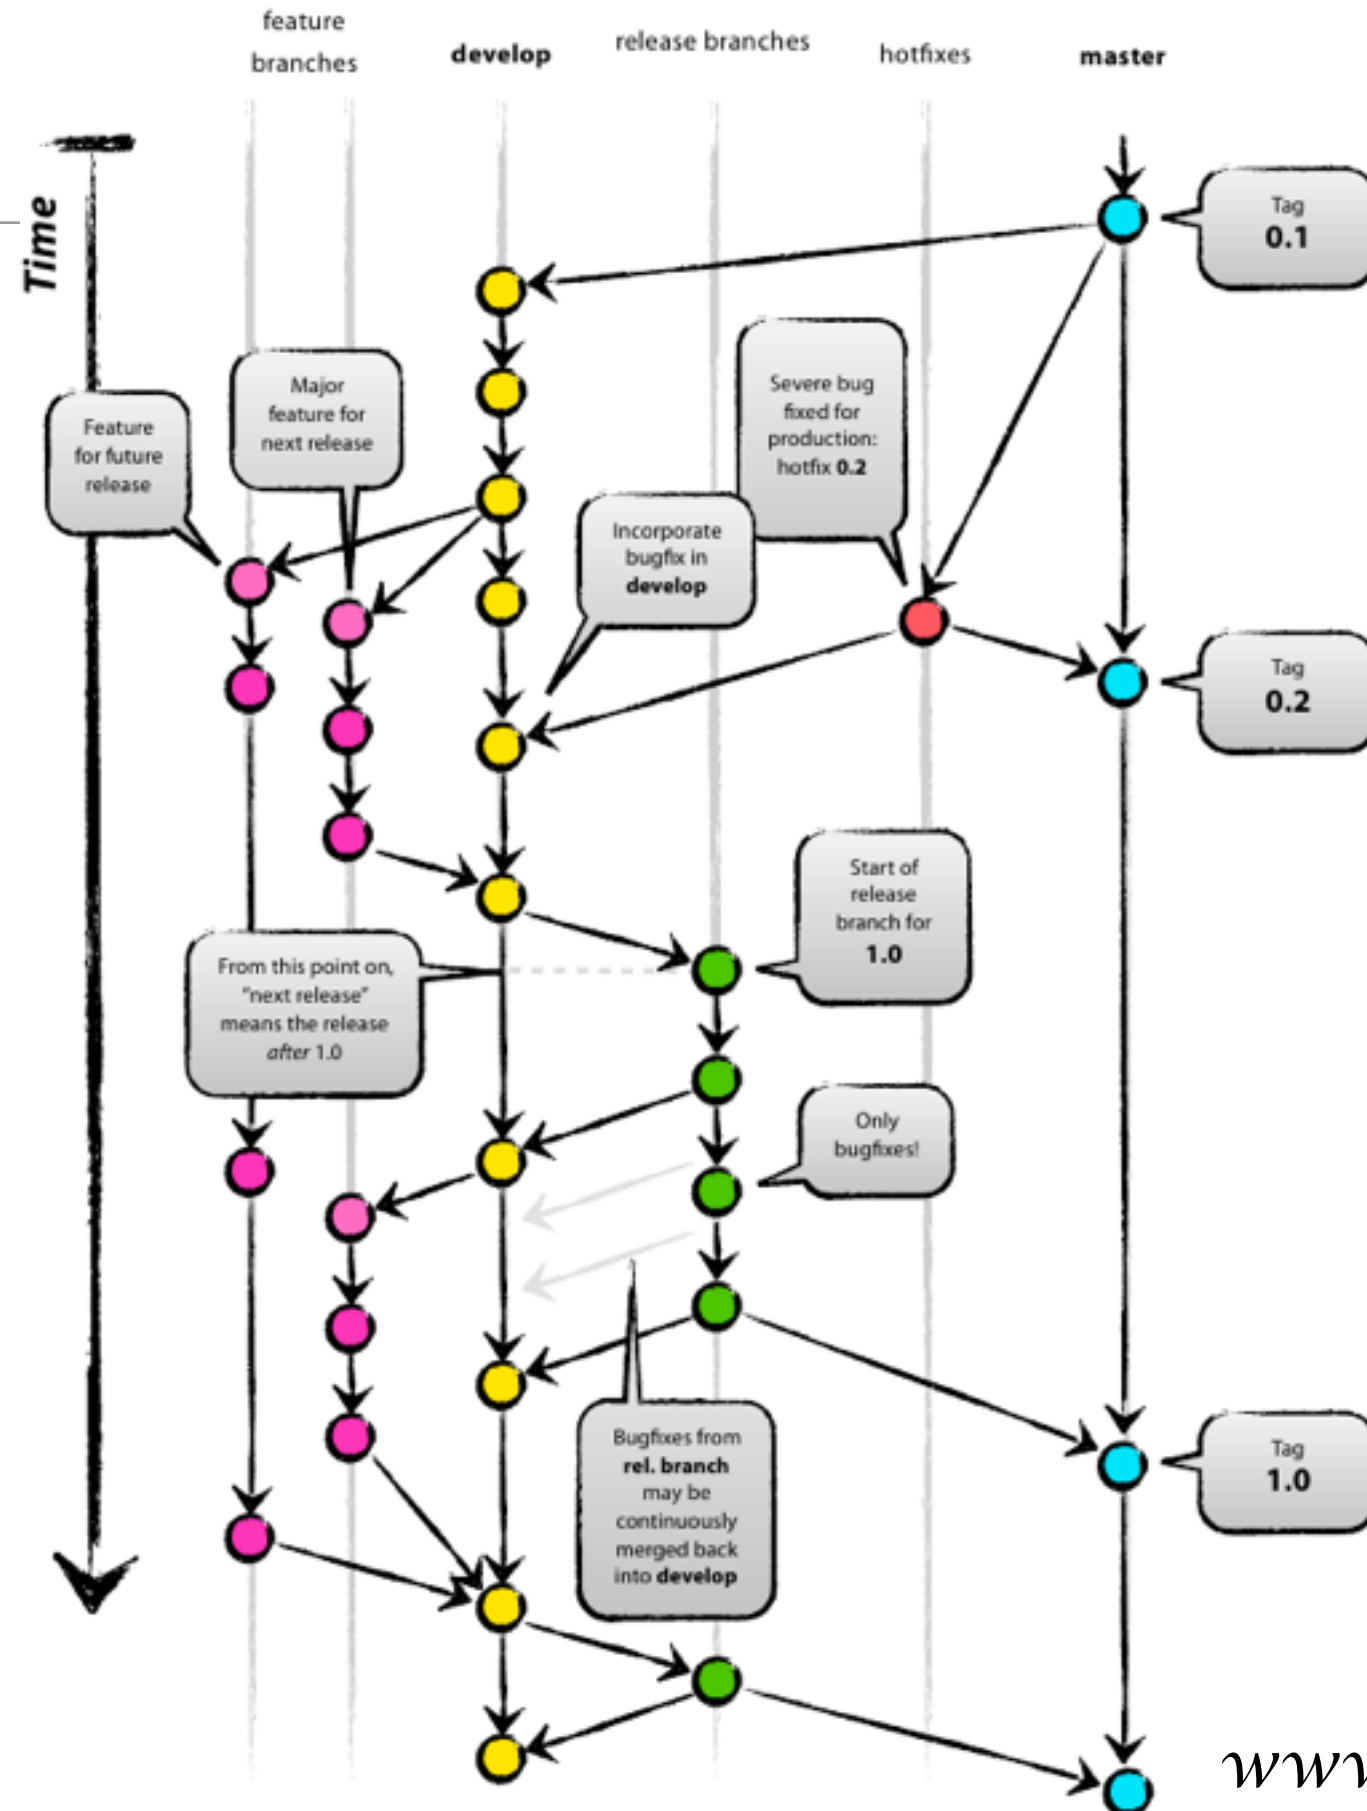 feature
branches
develop
release branches
hotfixes
master
Time
Tag
0.1
Major
feature for
next release
Feature
for future
release
Severe bug
fixed for
production:
hotfix 0.2
Incorporate
bugfix in
develop
Tag
0.2
Start of
release
branch for
1.0
From this point on,
“next release”
means the release
after 1.0
Only
bugfixes!
Bugfixes from
rel. branch
may be
continuously
merged back
into develop
Tag
1.0
www